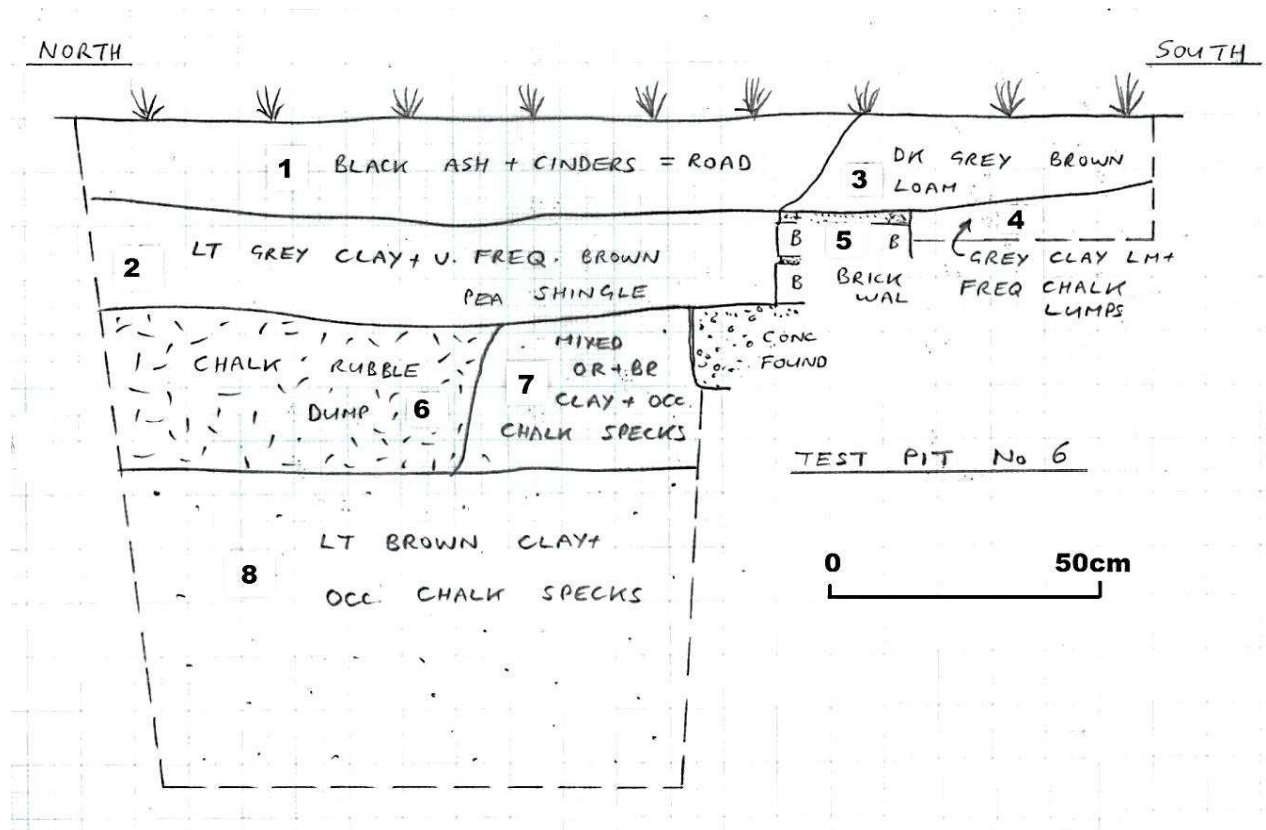 NORTH
SOUTH
1 BLACK ASH + CINDERS = ROAD
3 DK GREY BROWN
LOAM
2 LT GREY CLAY + V. FREQ. BROWN
PEA SHINGLE
B 5 B
B BRICK
WAL
4
GREY CLAY LM+
FREQ CHALK
LUMPS
CHALK RUBBLE
DUMP 6
7 MIXED
OR + BR
CLAY + OCC.
CHALK SPECKS
CONC
FOUND
TEST PIT No 6
8 LT BROWN CLAY+
OCC. CHALK SPECKS
0 50cm